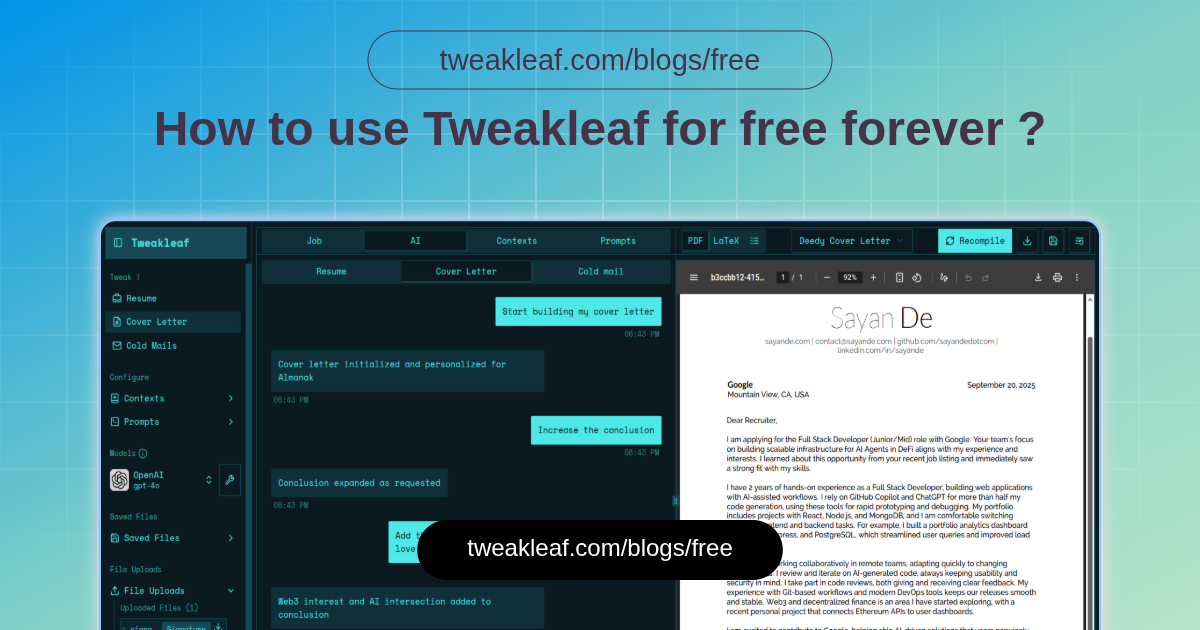 tweakleaf.com/blogs/free
How to use Tweakleaf for free forever ?
Tweakleaf
Tweak !
Resume
Cover Letter
Cold Mails
Configure
Contexts
Prompts
Models
OpenAI
gpt-4o
Saved Files
Saved Files
File Uploads
File Uploads
Uploaded Files (1)
Signature
Job
AI
Contexts
Prompts
Resume
Cover Letter
Cold mail
Start building my cover letter
06:43 PM
Cover letter initialized and personalized for
Almanak
06:43 PM
Increase the conclusion
06:43 PM
Conclusion expanded as requested
06:43 PM
Add
love
Web3 interest and AI intersection added to
conclusion
PDF
LaTeX
Deedy Cover Letter
Recompile
b3ccbb12-415...
1 / 1
92%
Sayan De
sayande.com | contact@sayande.com | github.com/sayandedotcom |
linkedin.com/in/sayande
Google
September 20, 2025
Mountain View, CA, USA
Dear Recruiter,
I am applying for the Full Stack Developer (Junior/Mid) role with Google. Your team's focus
on building scalable infrastructure for AI Agents in DeFi aligns with my experience and
interests. I learned about this opportunity from your recent job listing and immediately saw
a strong fit with my skills.
I have 2 years of hands-on experience as a Full Stack Developer, building web applications
with AI-assisted workflows. I rely on GitHub Copilot and ChatGPT for more than half my
code generation, using these tools for rapid prototyping and debugging. My portfolio
includes projects with React, Node.js, and MongoDB, and I am comfortable switching
and backend tasks. For example, I built a portfolio analytics dashboard
and PostgreSQL, which streamlined user queries and improved load
collaboratively in remote teams, adapting quickly to changing
I review and iterate on AI-generated code, always keeping usability and
security in mind. I take part in code reviews, both giving and receiving clear feedback. My
experience with Git-based workflows and modern DevOps tools keeps our releases smooth
and stable. Web3 and decentralized finance is an area I have started exploring, with a
recent personal project that connects Ethereum APIs to user dashboards.
tweakleaf.com/blogs/free